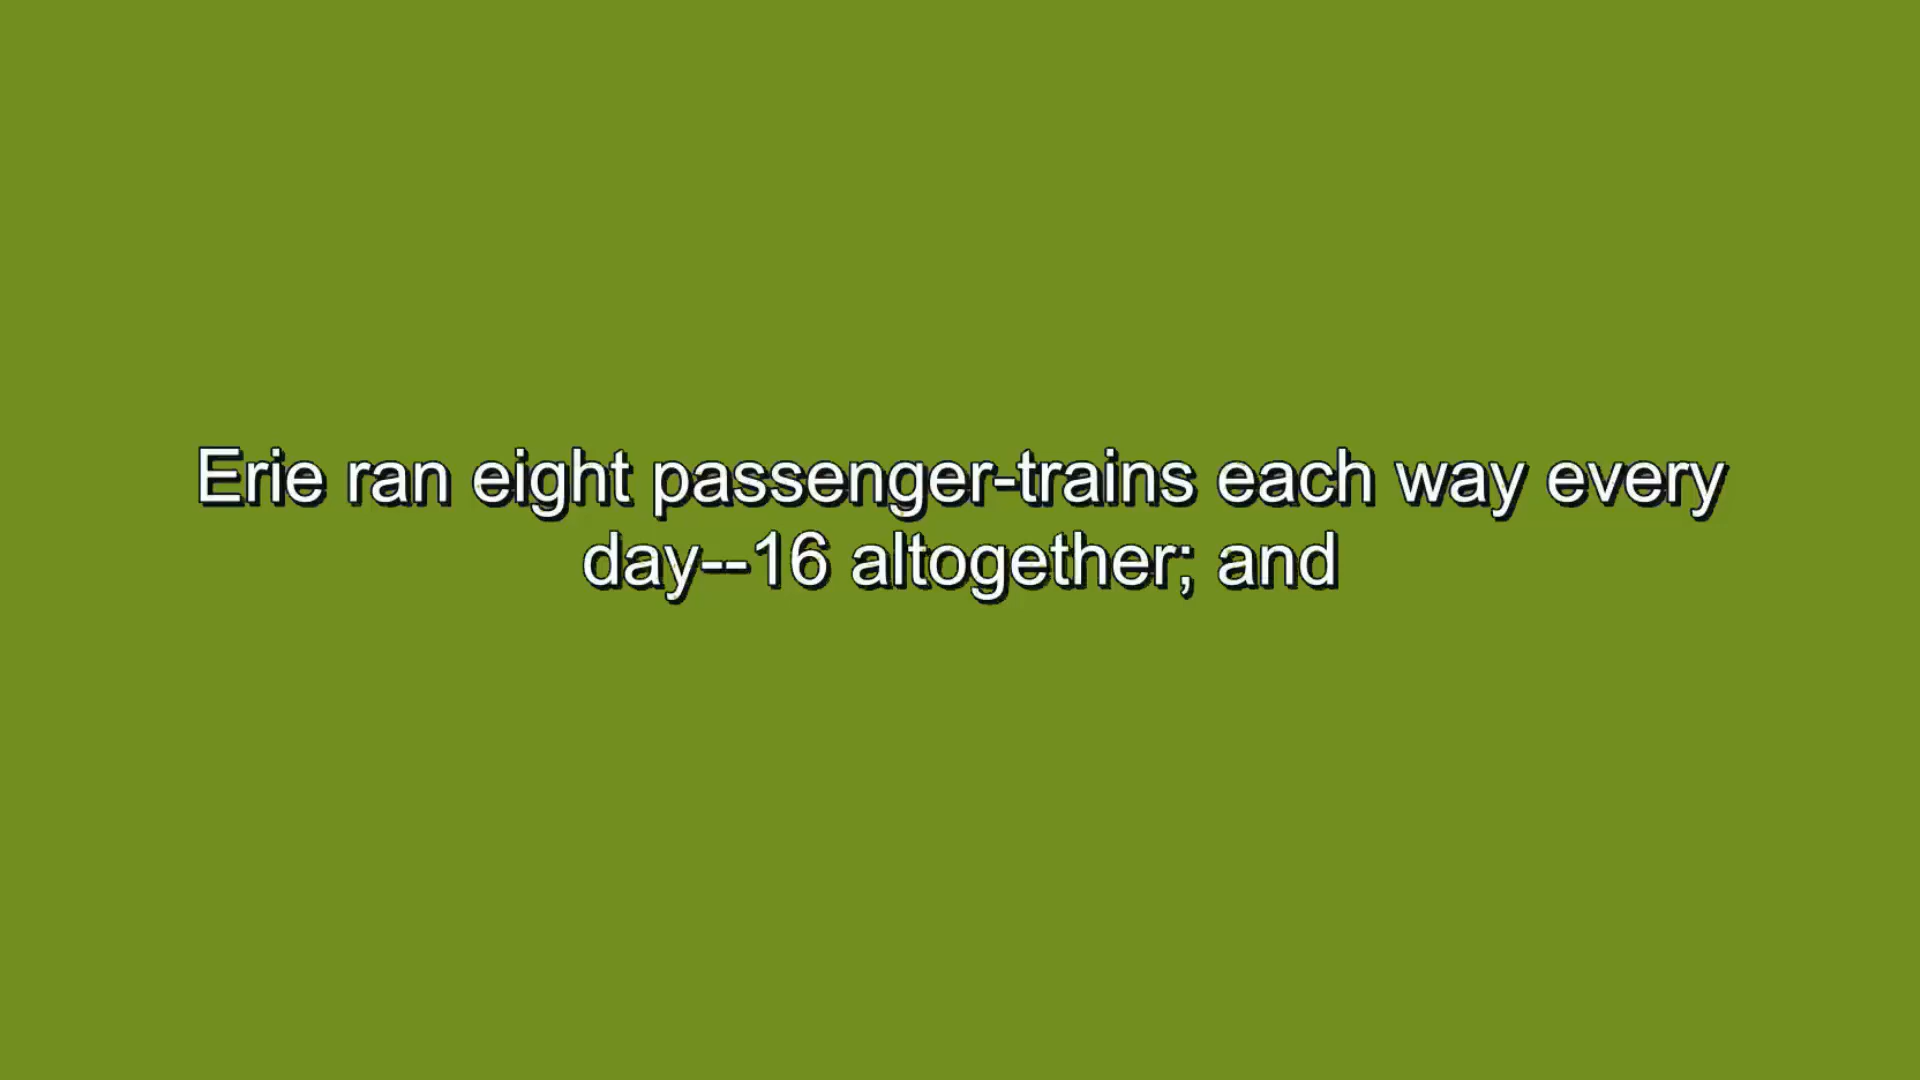 Erie ran eight passenger-trains each way every
day--16 altogether; and